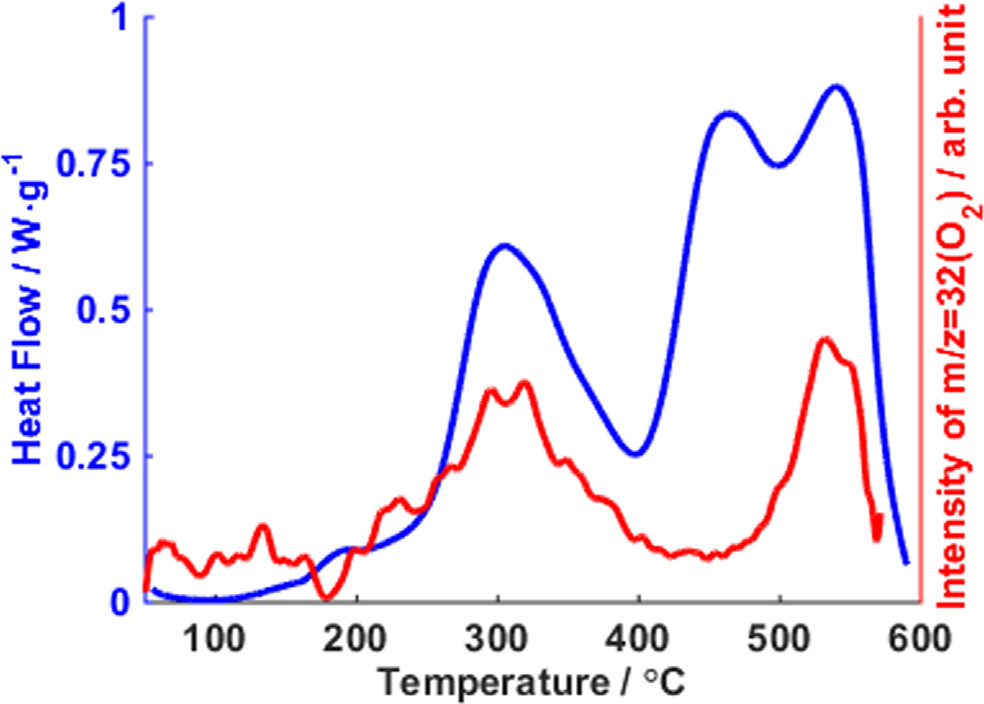 Heat Flow / W·g-1
1
0.75
0.5
0.25
0
100 200 300 400 500 600
Temperature / °C
Intensity of m/z=32(O2) / arb. unit